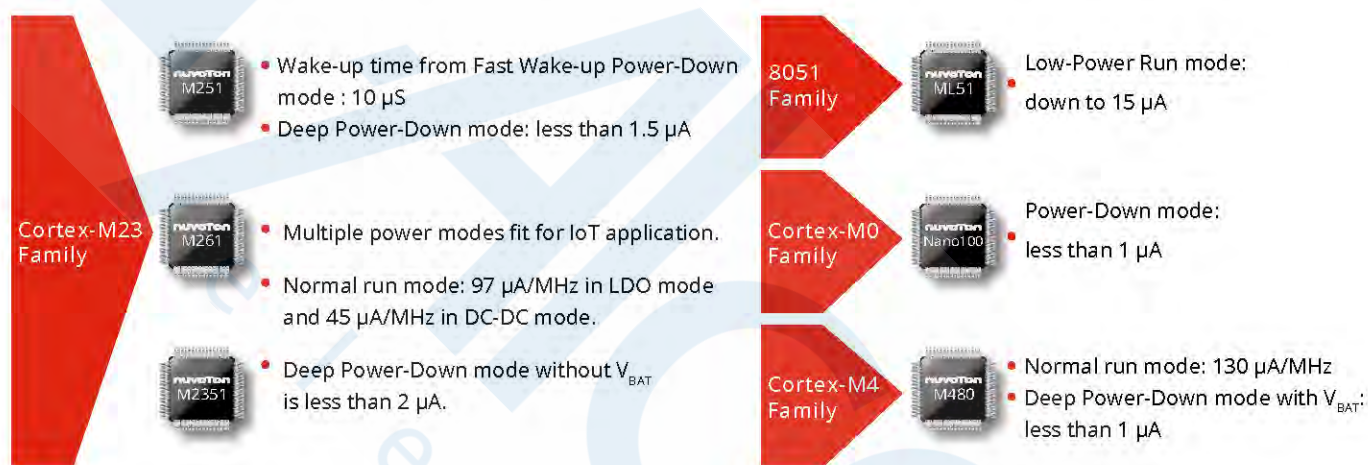 Cortex-M23
Family
nuvoTon
M251
• Wake-up time from Fast Wake-up Power-Down
mode : 10 µS
• Deep Power-Down mode: less than 1.5 µA
nuvoTon
M261
• Multiple power modes fit for IoT application.
• Normal run mode: 97 µA/MHz in LDO mode
and 45 µA/MHz in DC-DC mode.
nuvoTon
M2351
• Deep Power-Down mode without VBAT
is less than 2 µA.
8051
Family
nuvoTon
ML51
• Low-Power Run mode:
down to 15 µA
Cortex-M0
Family
nuvoTon
Nano100
• Power-Down mode:
less than 1 µA
Cortex-M4
Family
nuvoTon
M480
• Normal run mode: 130 µA/MHz
• Deep Power-Down mode with VBAT:
less than 1 µA